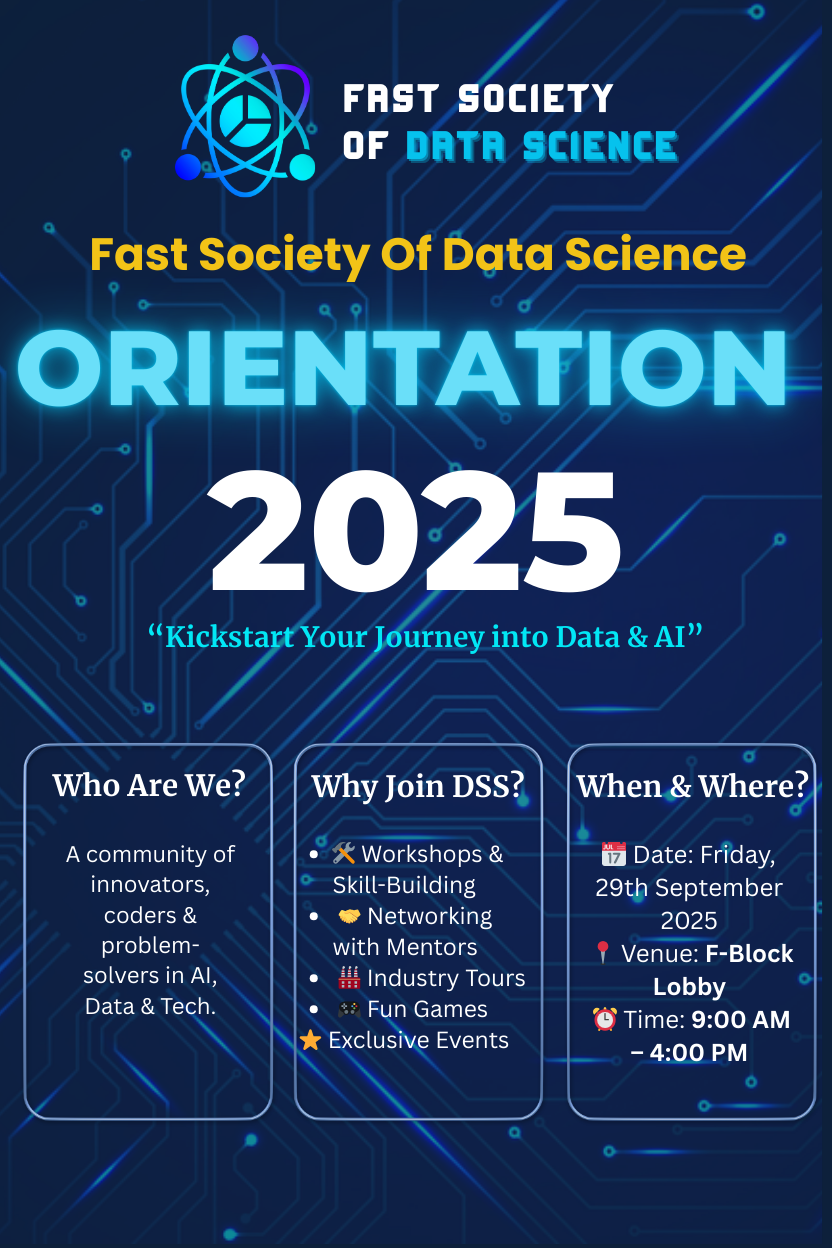 FAST SOCIETY
OF DATA SCIENCE
Fast Society Of Data Science
ORIENTATION
2025
“Kickstart Your Journey into Data & AI”
Who Are We?
A community of
innovators,
coders &
problem-
solvers in AI,
Data & Tech.
Why Join DSS?
• 🛠️ Workshops &
Skill-Building
• 🤝 Networking
with Mentors
• 🏭 Industry Tours
• 🎮 Fun Games
⭐ Exclusive Events
When & Where?
📅 Date: Friday,
29th September
2025
📍 Venue: F-Block
Lobby
⏰ Time: 9:00 AM
– 4:00 PM